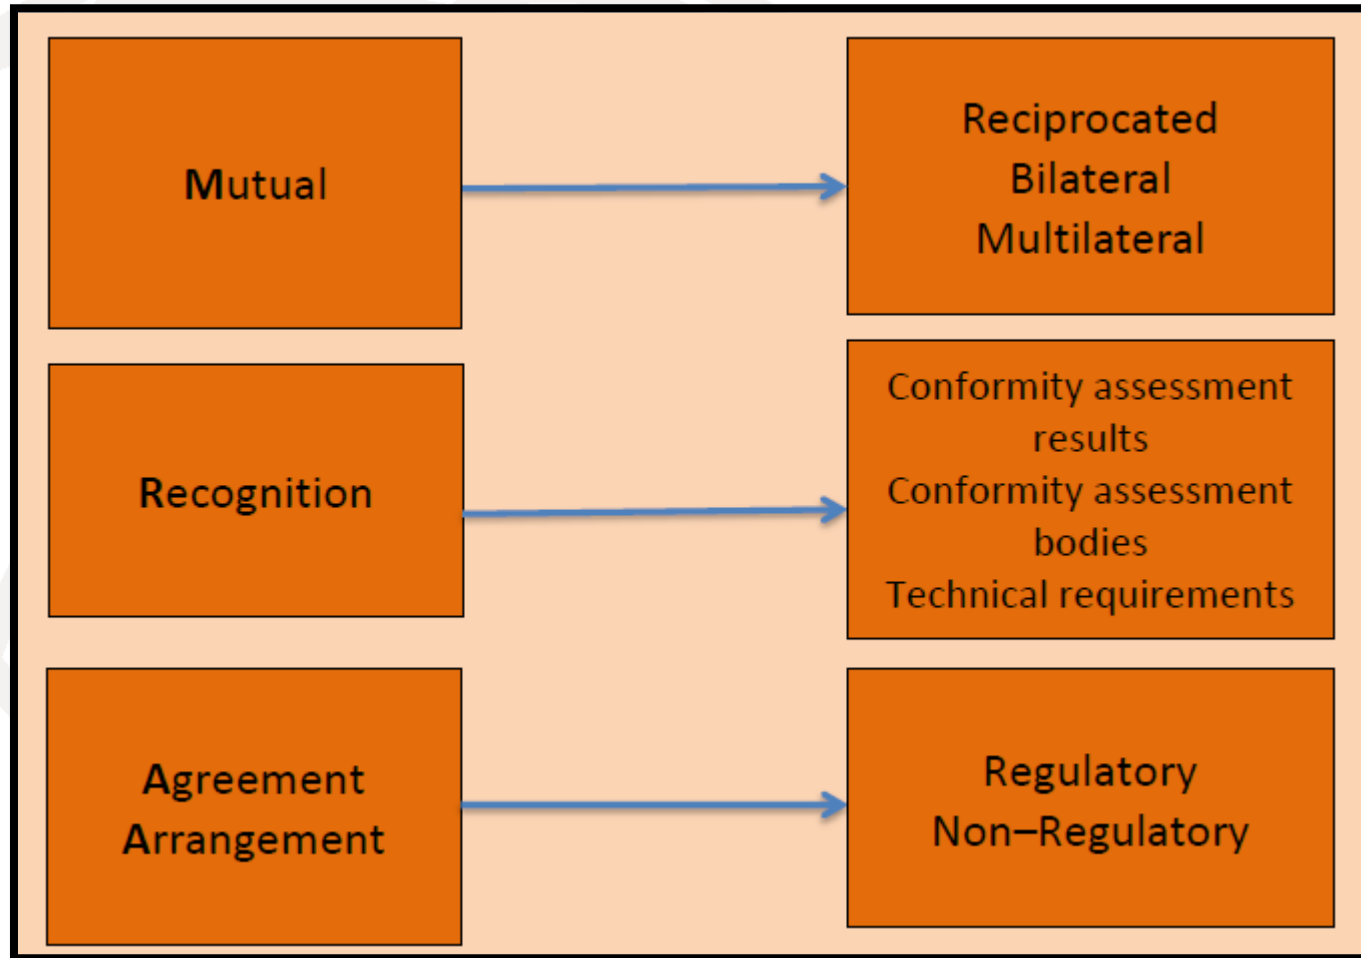 Mutual
Reciprocated
Bilateral
Multilateral
Recognition
Conformity assessment
results
Conformity assessment
bodies
Technical requirements
Agreement
Arrangement
Regulatory
Non–Regulatory